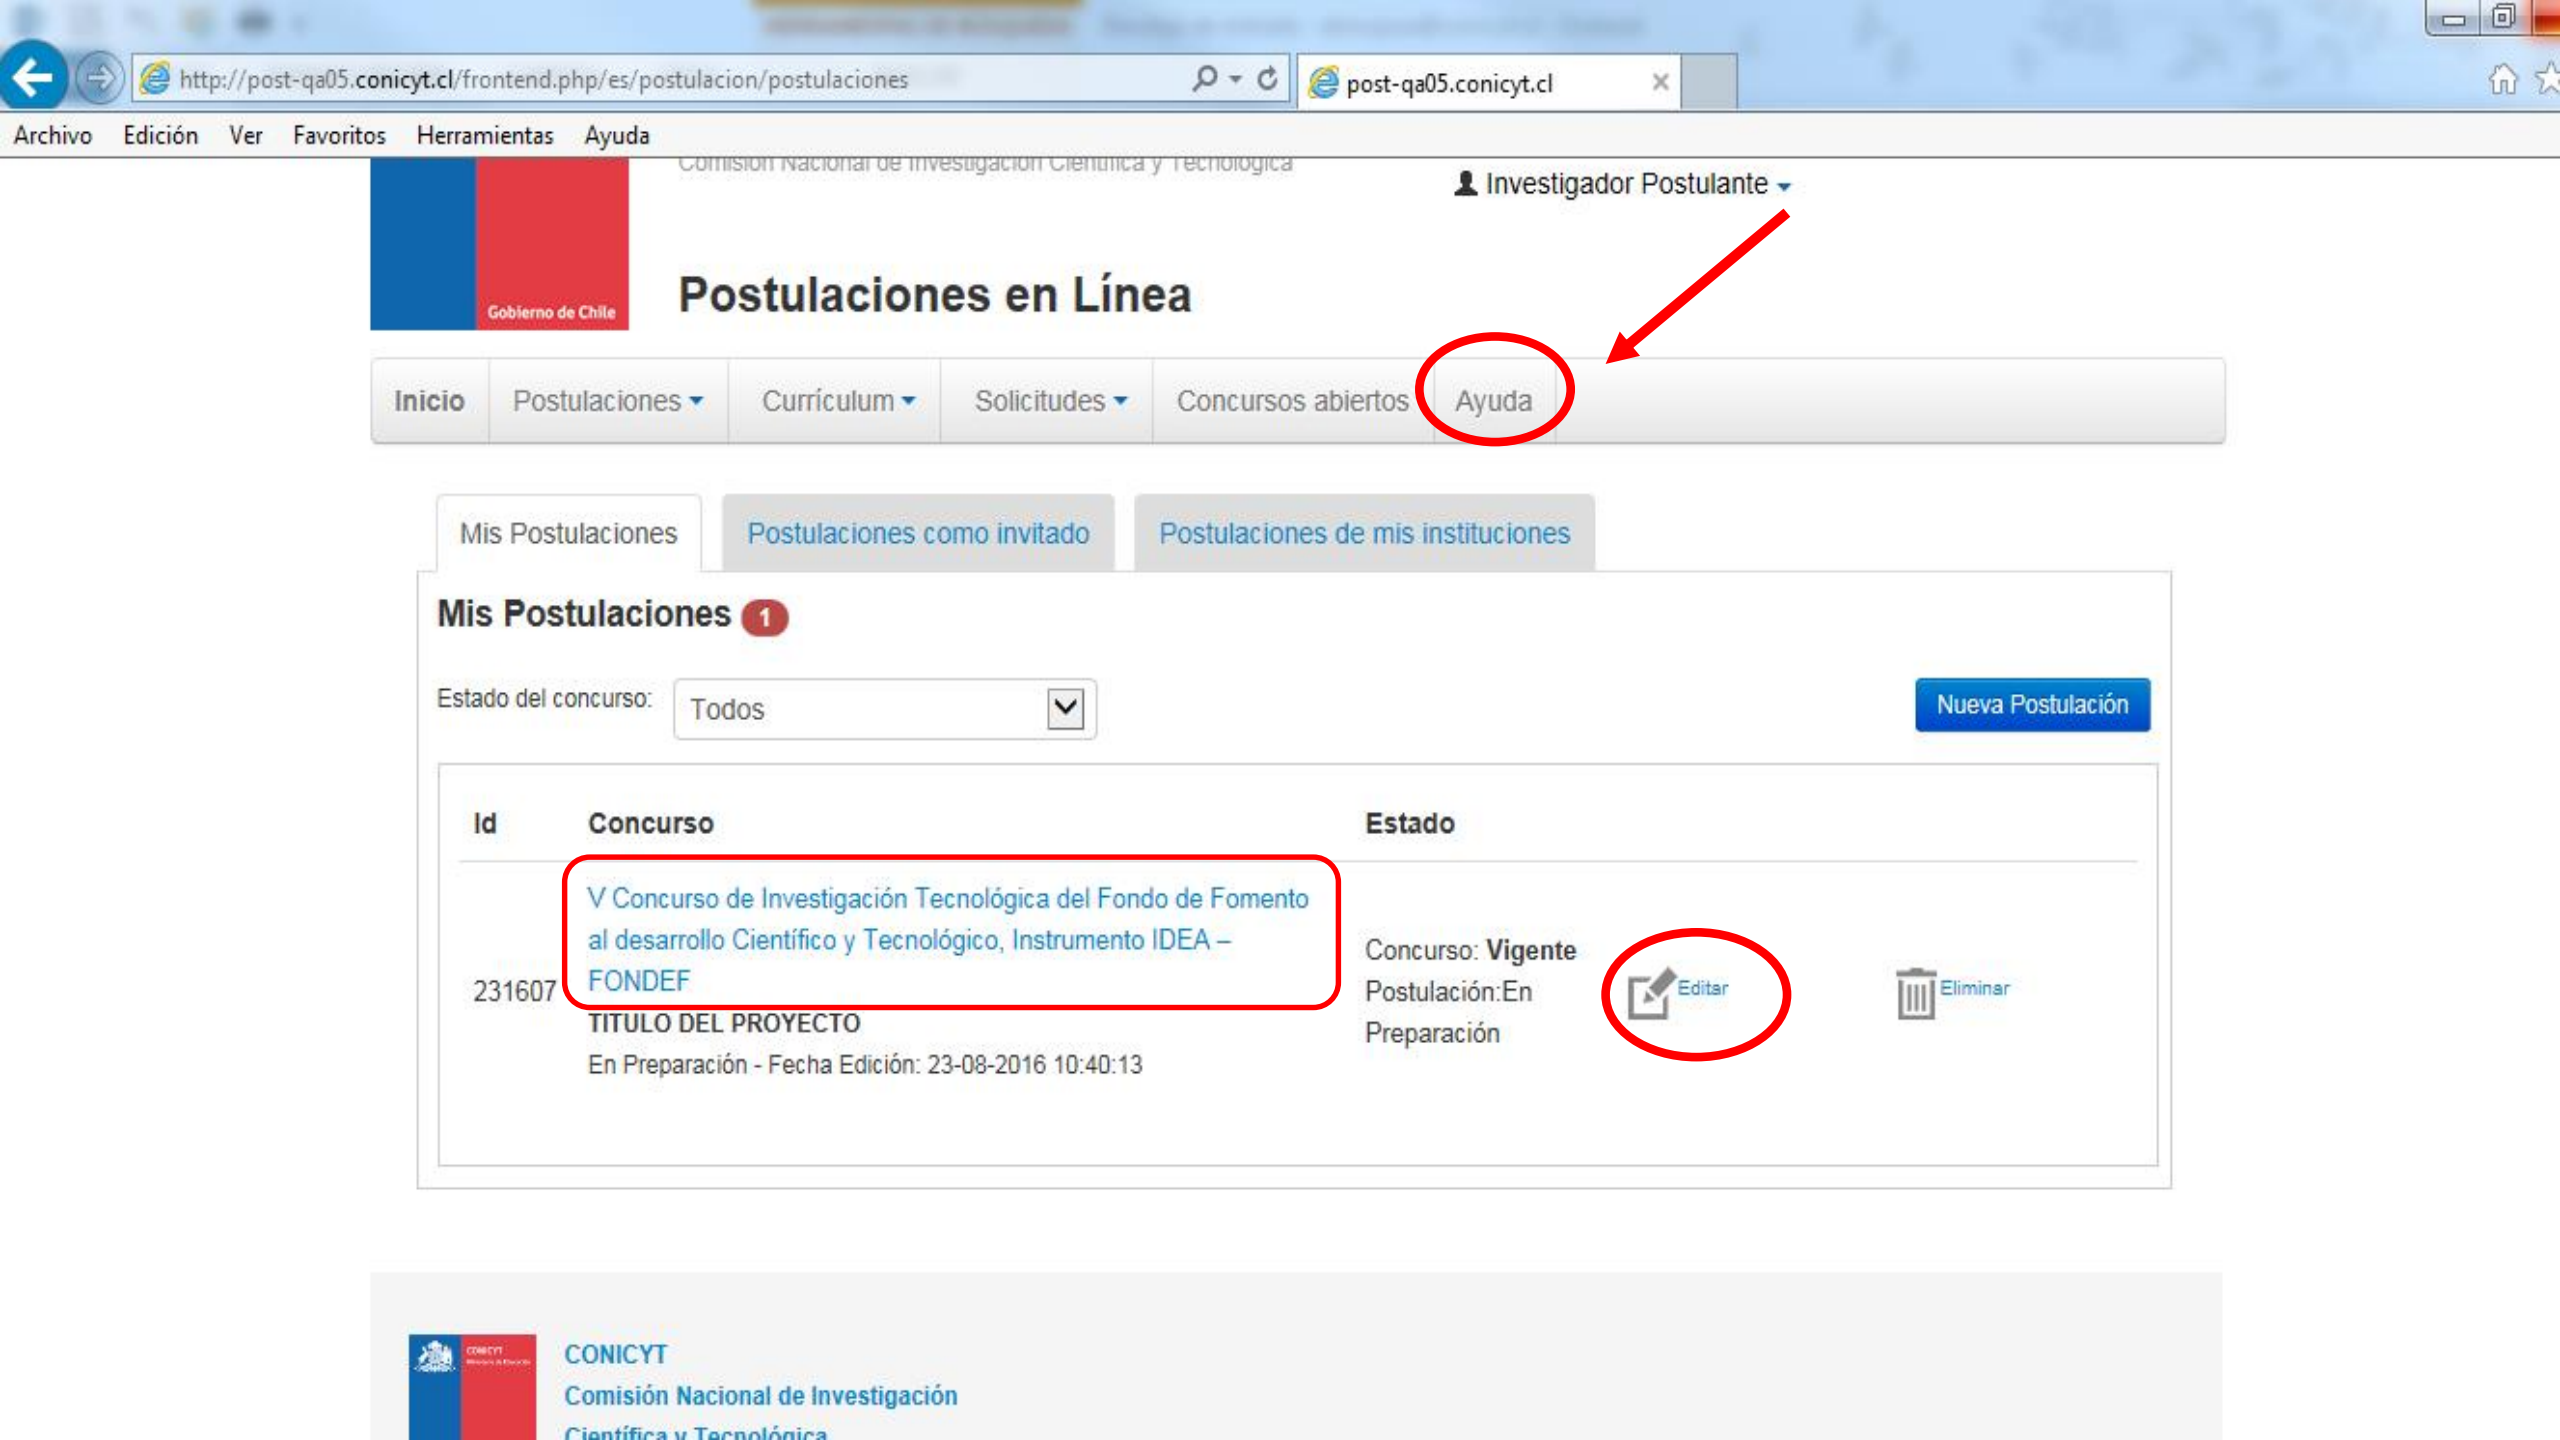 http://post-qa05.conicyt.cl/frontend.php/es/postulacion/postulaciones
post-qa05.conicyt.cl
Archivo Edición Ver Favoritos Herramientas Ayuda
Comisión Nacional de Investigación Científica y Tecnológica
Investigador Postulante
Gobierno de Chile
Postulaciones en Línea
Inicio Postulaciones Currículum Solicitudes Concursos abiertos Ayuda
Mis Postulaciones Postulaciones como invitado Postulaciones de mis instituciones
Mis Postulaciones 1
Estado del concurso: Todos Nueva Postulación
Id Concurso Estado
V Concurso de Investigación Tecnológica del Fondo de Fomento
al desarrollo Científico y Tecnológico, Instrumento IDEA –
FONDEF
231607
TITULO DEL PROYECTO
En Preparación - Fecha Edición: 23-08-2016 10:40:13
Concurso: Vigente
Postulación:En
Preparación
Editar
Eliminar
CONICYT
CONICYT
Comisión Nacional de Investigación
Científica y Tecnológica